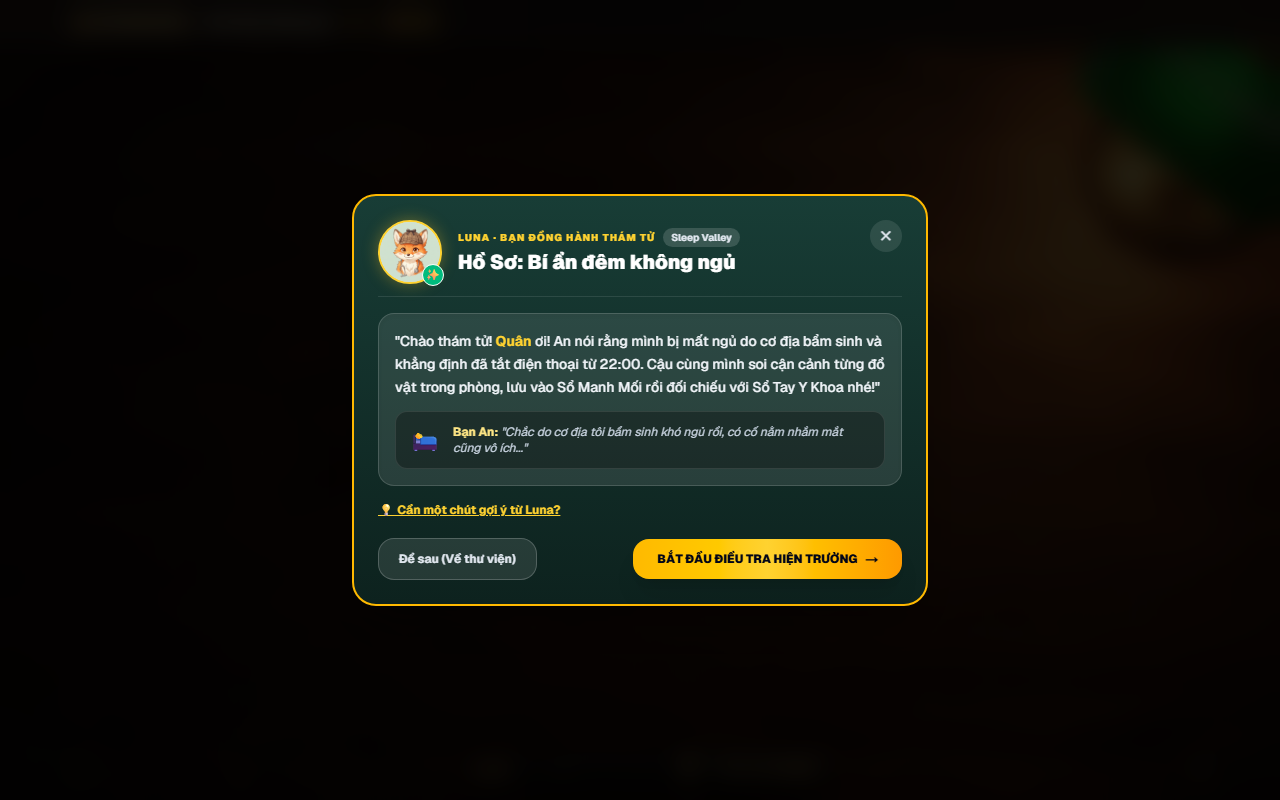 LUNA · BẠN ĐỒNG HÀNH THÁM TỬ Sleep Valley
Hồ Sơ: Bí ẩn đêm không ngủ
"Chào thám tử! Quân ơi! An nói rằng mình bị mất ngủ do cơ địa bẩm sinh và
khẳng định đã tắt điện thoại từ 22:00. Cậu cùng mình soi cận cảnh từng đồ
vật trong phòng, lưu vào Sổ Manh Mối rồi đối chiếu với Sổ Tay Y Khoa nhé!"
Bạn An: "Chắc do cơ địa tôi bẩm sinh khó ngủ rồi, có cố nằm nhắm mắt
cũng vô ích..."
Cần một chút gợi ý từ Luna?
Để sau (Về thư viện)
BẮT ĐẦU ĐIỀU TRA HIỆN TRƯỜNG →